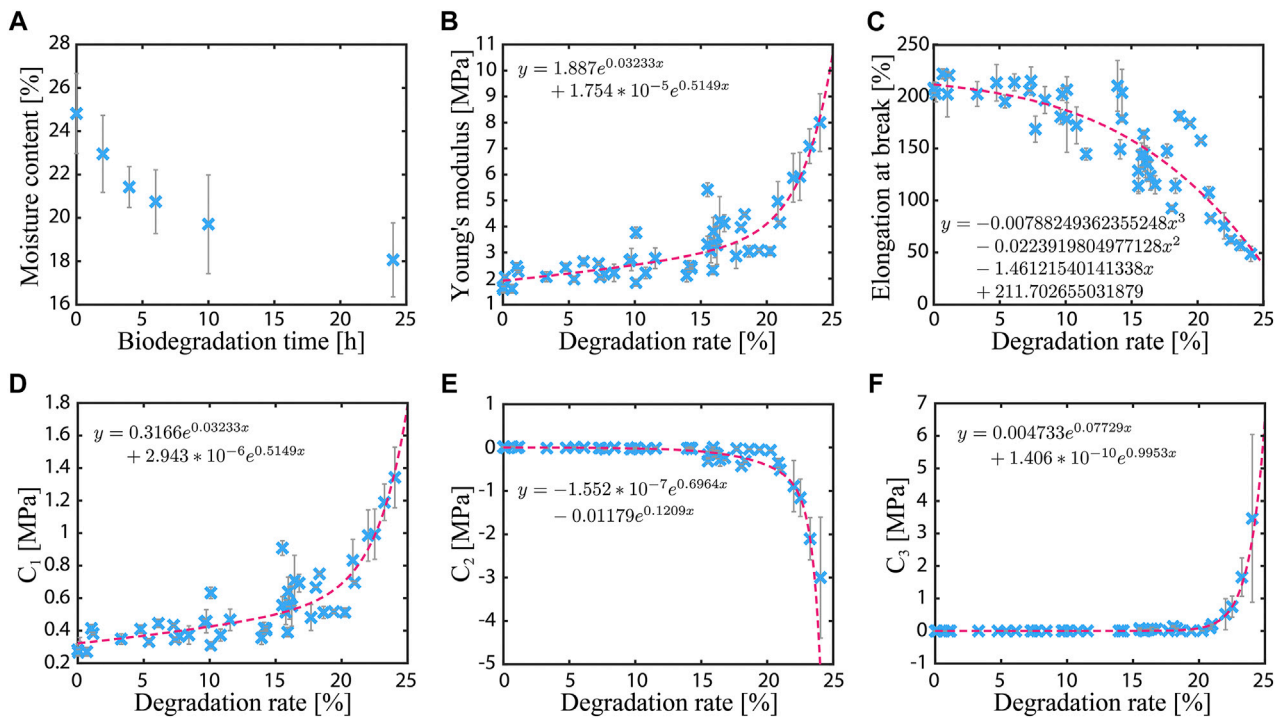 A
28
26
24
22
20
18
16
0
5
10
15
20
25
Moisture content [%]
Biodegradation time [h]
B
11
10
9
8
7
6
5
4
3
2
1
0
5
10
15
20
25
Young's modulus [MPa]
Degradation rate [%]
y = 1.887e^{0.03233x}
+ 1.754 * 10^{-5}e^{0.5149x}
C
250
200
150
100
50
0
0
5
10
15
20
25
Elongation at break [%]
Degradation rate [%]
y = −0.00788249362355248x^3
− 0.0223919804977128x^2
− 1.46121540141338x
+ 211.702655031879
D
1.8
1.6
1.4
1.2
1
0.8
0.6
0.4
0.2
0
5
10
15
20
25
C_1 [MPa]
Degradation rate [%]
y = 0.3166e^{0.03233x}
+ 2.943 * 10^{-6}e^{0.5149x}
E
1
0
-1
-2
-3
-4
-5
0
5
10
15
20
25
C_2 [MPa]
Degradation rate [%]
y = −1.552 * 10^{-7}e^{0.6964x}
− 0.01179e^{0.1209x}
F
7
6
5
4
3
2
1
0
-1
0
5
10
15
20
25
C_3 [MPa]
Degradation rate [%]
y = 0.004733e^{0.07729x}
+ 1.406 * 10^{-10}e^{0.9953x}